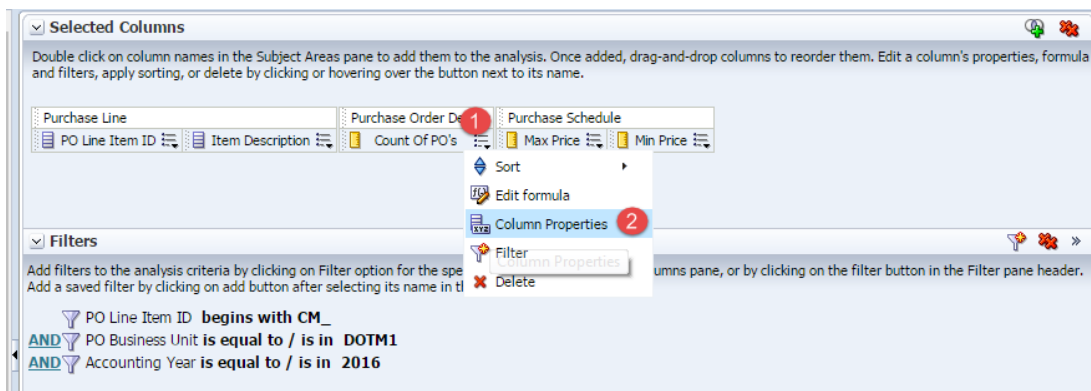 Selected Columns
Double click on column names in the Subject Areas pane to add them to the analysis. Once added, drag-and-drop columns to reorder them. Edit a column's properties, formula
and filters, apply sorting, or delete by clicking or hovering over the button next to its name.
Purchase Line Purchase Order De 1 Purchase Schedule
PO Line Item ID Item Description Count Of PO's Max Price Min Price
Sort
Edit formula
Column Properties 2
Filter
Column Properties
Delete
Filters
Add filters to the analysis criteria by clicking on Filter option for the spe umns pane, or by clicking on the filter button in the Filter pane header.
Add a saved filter by clicking on add button after selecting its name in th
PO Line Item ID begins with CM_
AND PO Business Unit is equal to / is in DOTM1
AND Accounting Year is equal to / is in 2016